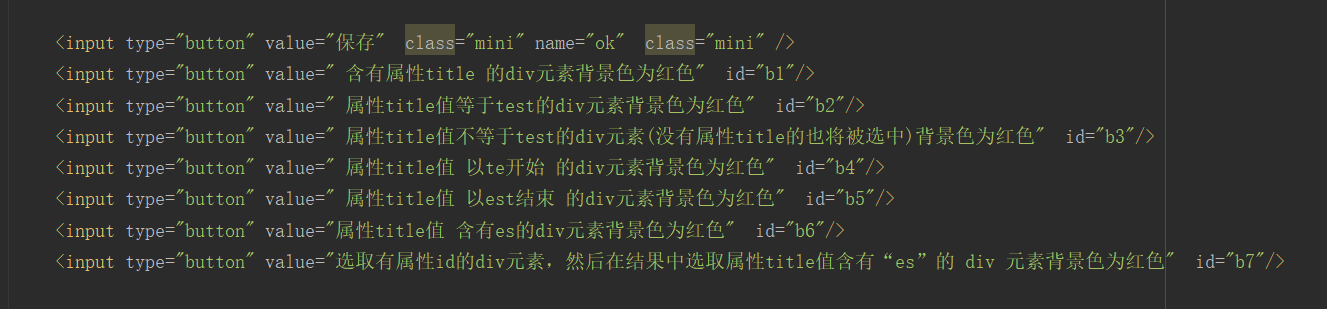 <input type="button" value="保存"  class="mini" name="ok"  class="mini" />
<input type="button" value=" 含有属性title 的div元素背景色为红色"  id="b1"/>
<input type="button" value=" 属性title值等于test的div元素背景色为红色"  id="b2"/>
<input type="button" value=" 属性title值不等于test的div元素(没有属性title的也将被选中)背景色为红色"  id="b3"/>
<input type="button" value=" 属性title值 以te开始 的div元素背景色为红色"  id="b4"/>
<input type="button" value=" 属性title值 以est结束 的div元素背景色为红色"  id="b5"/>
<input type="button" value="属性title值 含有es的div元素背景色为红色"  id="b6"/>
<input type="button" value="选取有属性id的div元素，然后在结果中选取属性title值含有“es”的 div 元素背景色为红色"  id="b7"/>